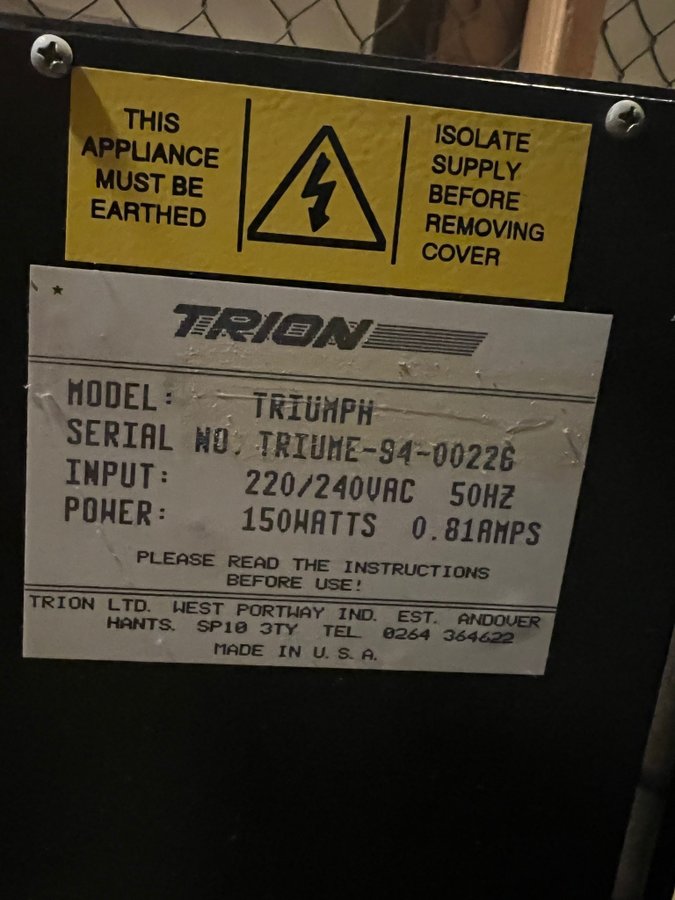 THIS
APPLIANCE
MUST BE
EARTHED
ISOLATE
SUPPLY
BEFORE
REMOVING
COVER
TRION
MODEL: TRIUMPH
SERIAL NO. TRIUME-94-00226
INPUT: 220/240VAC 50HZ
POWER: 150WATTS 0.81AMPS
PLEASE READ THE INSTRUCTIONS
BEFORE USE!
TRION LTD. WEST PORTWAY IND. EST. ANDOVER
HANTS. SP10 3TY TEL 0264 364622
MADE IN U.S.A.